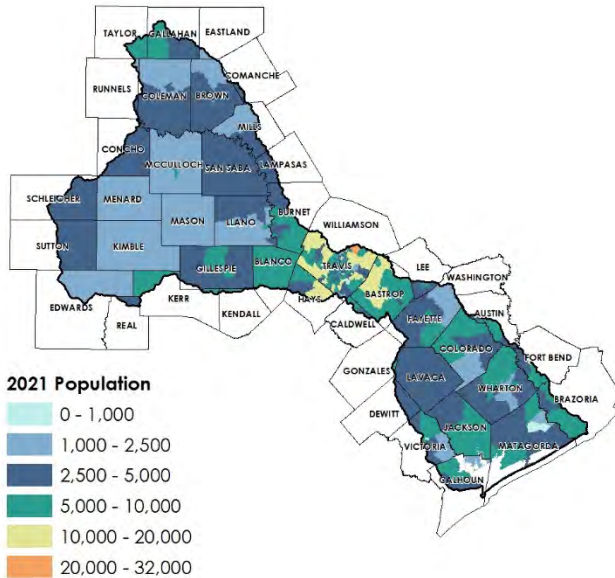 TAYLOR
CALLAHAN
EASTLAND
RUNNELS
COLEMAN
BROWN
COMANCHE
MILLS
CONCHO
MCCULLOCH
SAN SABA
LAMPASAS
SCHLEICHER
MENARD
MASON
LLANO
BURNET
WILLIAMSON
SUTTON
KIMBLE
GILLESPIE
BLANCO
TRAVIS
LEE
WASHINGTON
EDWARDS
REAL
KERR
KENDALL
HAYS
BASTROP
CALDWELL
FAYETTE
AUSTIN
COLORADO
FORT BEND
GONZALES
LAVACA
WHARTON
BRAZORIA
DEWITT
JACKSON
MATAGORDA
VICTORIA
CALHOUN
2021 Population
0 - 1,000
1,000 - 2,500
2,500 - 5,000
5,000 - 10,000
10,000 - 20,000
20,000 - 32,000